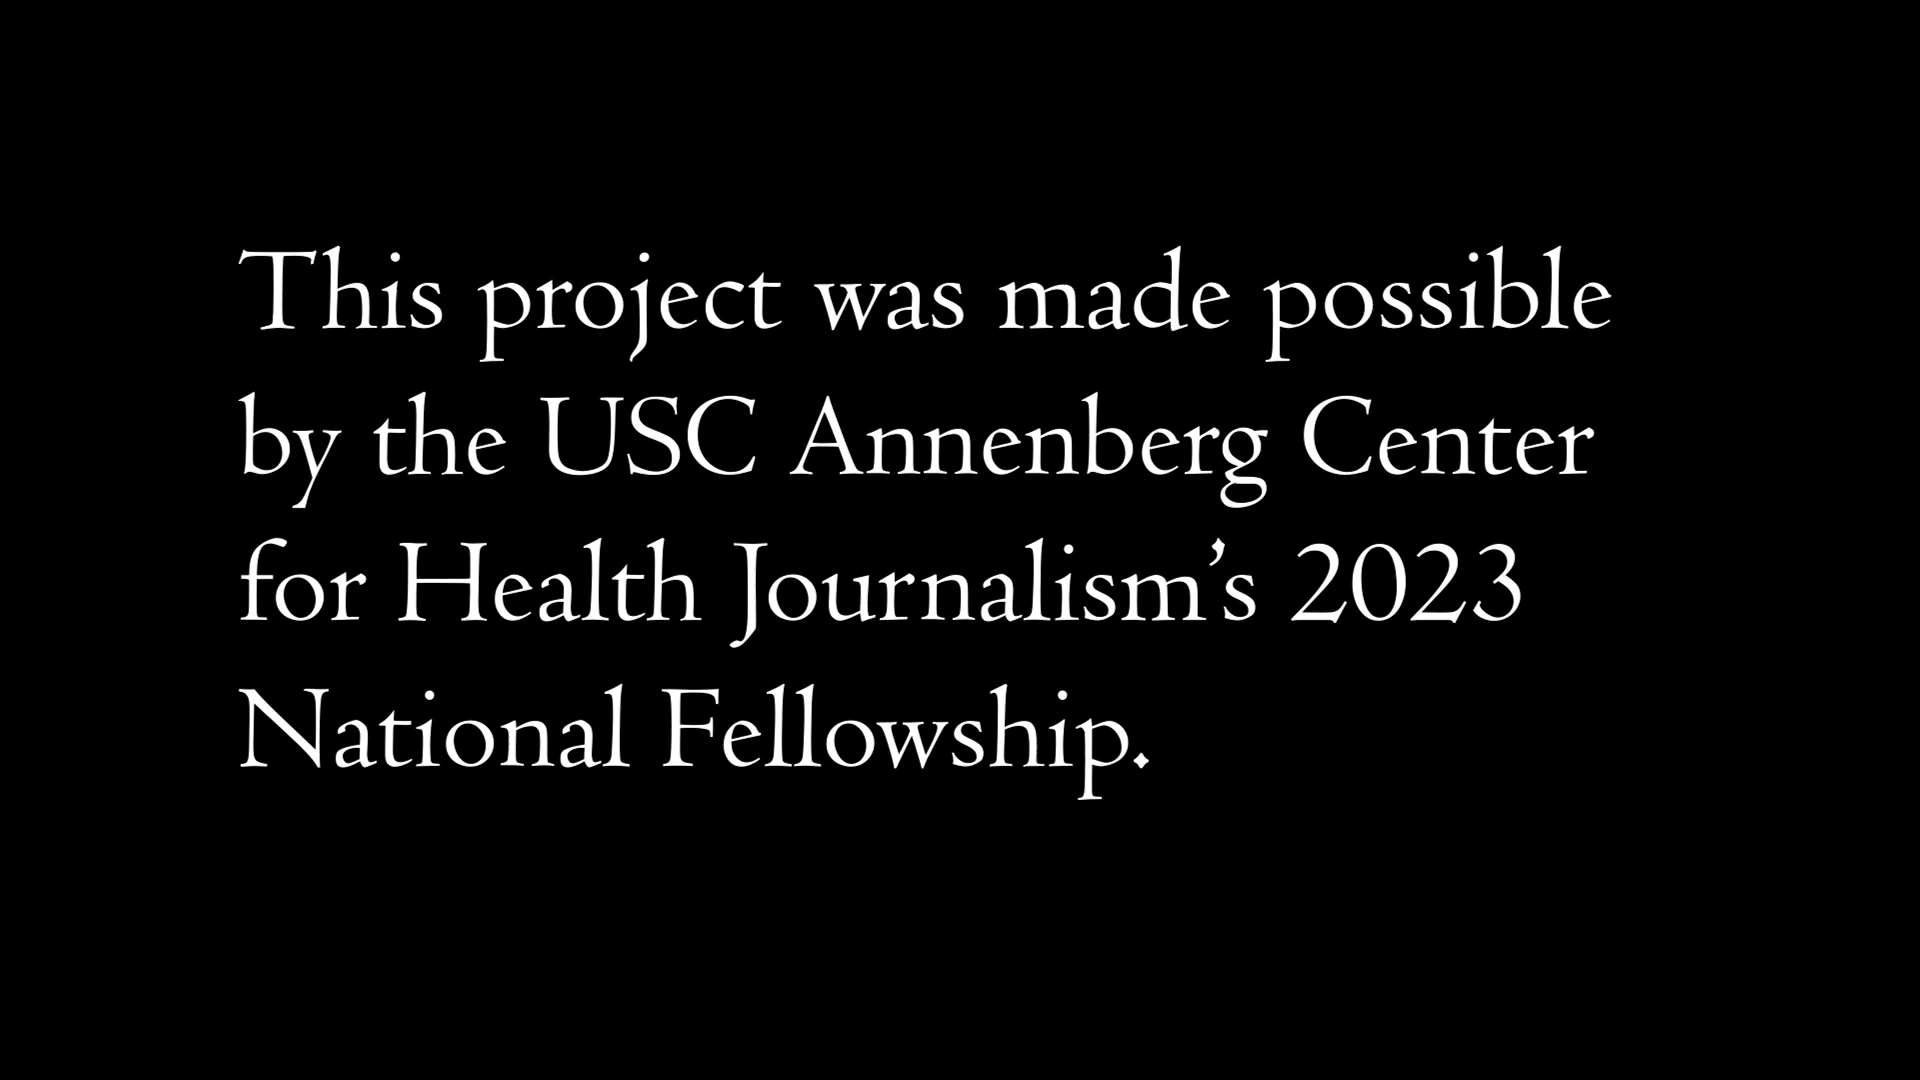 This project was made possible
by the USC Annenberg Center
for Health Journalism’s 2023
National Fellowship.